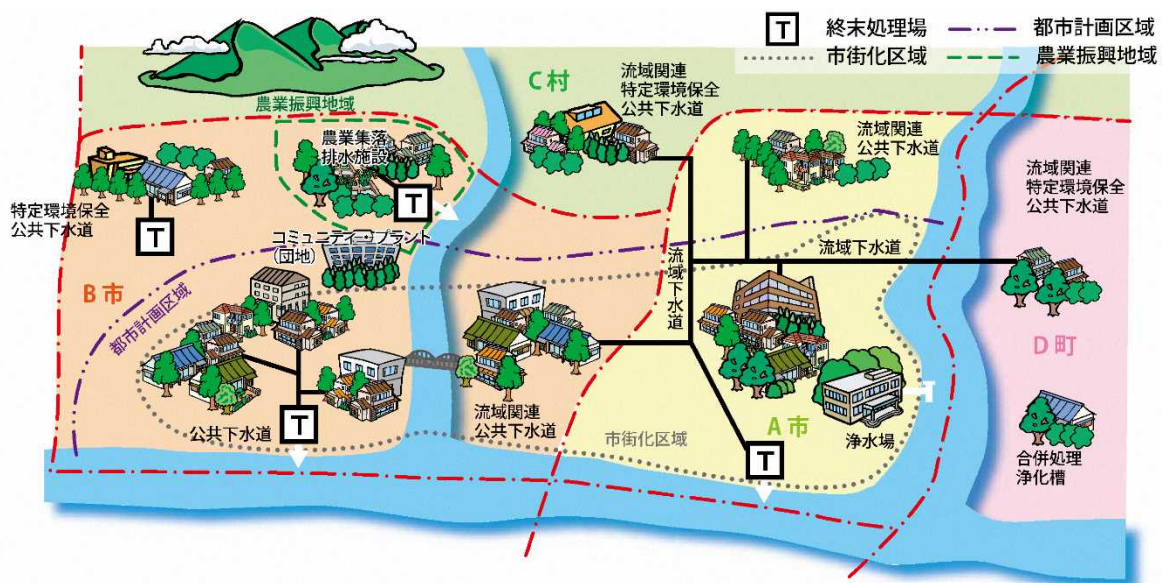 T 終末処理場
都市計画区域
市街化区域
農業振興地域
C村
流域関連
特定環境保全
公共下水道
農業振興地域
農業集落
排水施設
T
流域関連
公共下水道
流域関連
特定環境保全
公共下水道
特定環境保全
公共下水道
T
コミュニティー・プラント
(団地)
流域下水道
流域下水道
B市
都市計画区域
D町
公共下水道
T
流域関連
公共下水道
市街化区域
A市
T
浄水場
合併処理
浄化槽